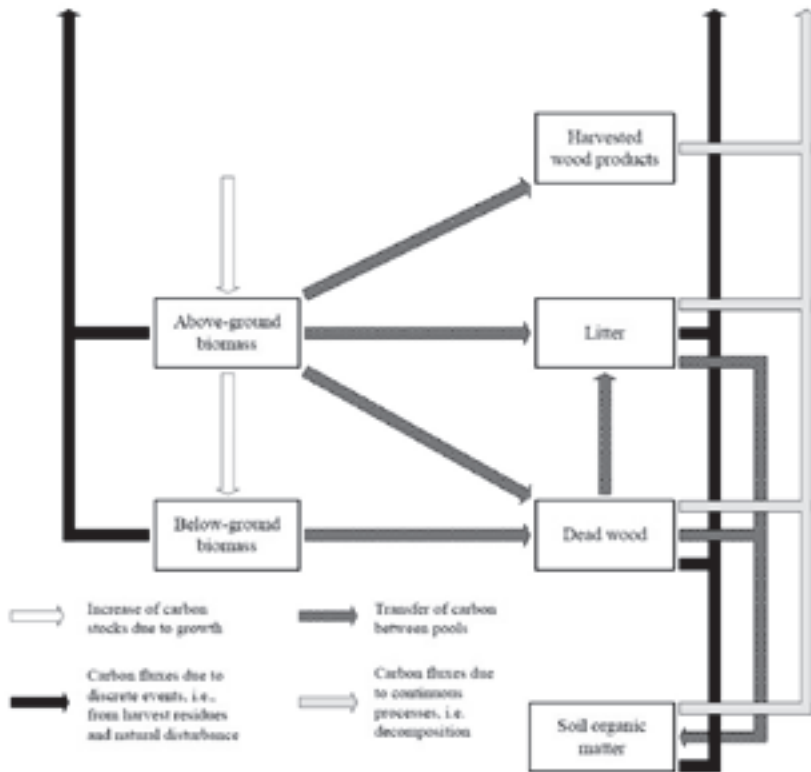 Harvested
wood products
Above-ground
biomass
Litter
Below-ground
biomass
Dead wood
Increase of carbon
stocks due to growth
Transfer of carbon
between pools
Carbon fluxes due to
discrete events, i.e.,
from harvest residues
and natural disturbance
Carbon fluxes due
to continuous
processes, i.e.
decomposition
Soil organic
matter